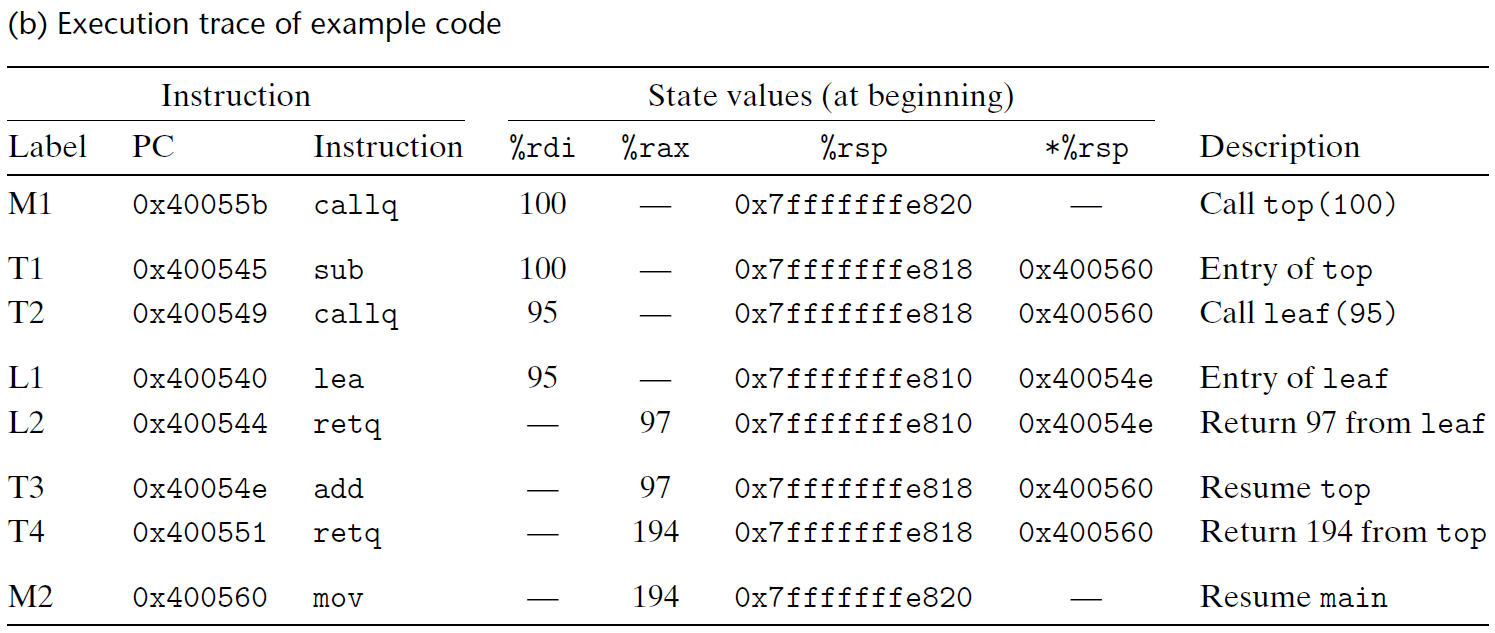 (b) Execution trace of example code
Instruction State values (at beginning)
Label PC Instruction %rdi %rax %rsp *%rsp Description
M1 0x40055b callq 100 — 0x7fffffffe820 — Call top(100)
T1 0x400545 sub 100 — 0x7fffffffe818 0x400560 Entry of top
T2 0x400549 callq 95 — 0x7fffffffe818 0x400560 Call leaf(95)
L1 0x400540 lea 95 — 0x7fffffffe810 0x40054e Entry of leaf
L2 0x400544 retq — 97 0x7fffffffe810 0x40054e Return 97 from leaf
T3 0x40054e add — 97 0x7fffffffe818 0x400560 Resume top
T4 0x400551 retq — 194 0x7fffffffe818 0x400560 Return 194 from top
M2 0x400560 mov — 194 0x7fffffffe820 — Resume main